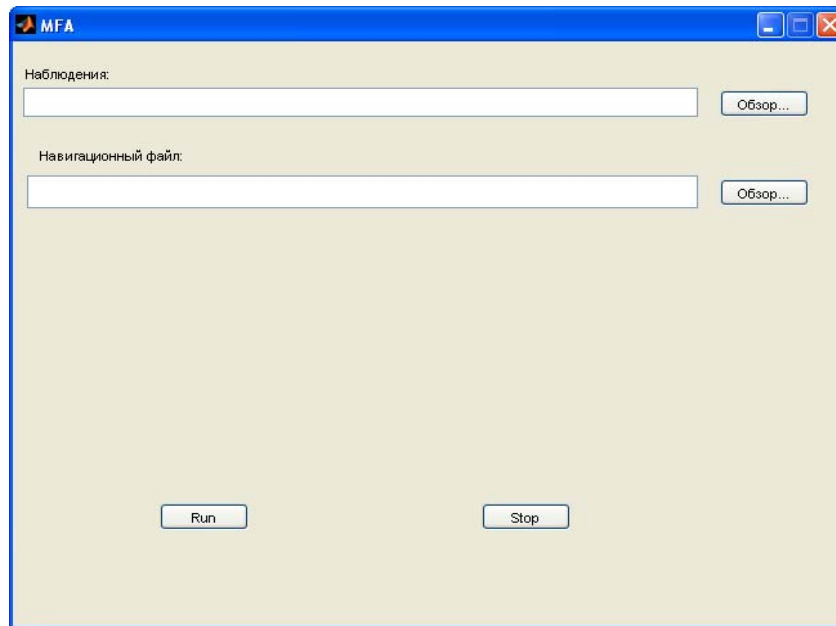 MFA
Наблюдения:
Обзор...
Навигационный файл:
Обзор...
Run
Stop